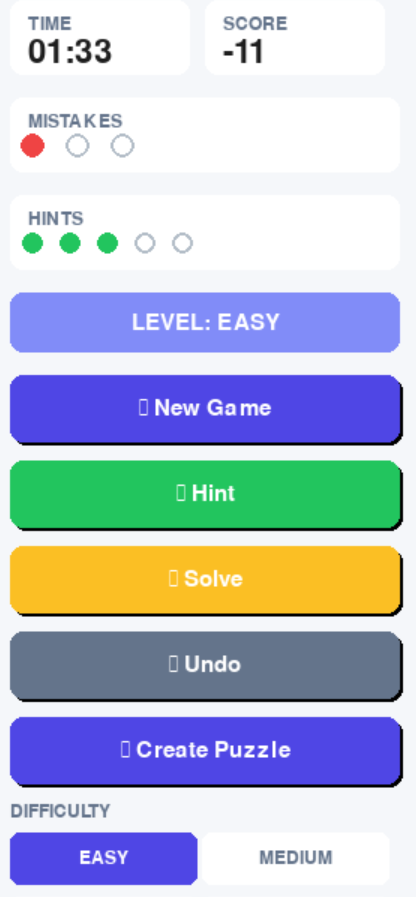 TIME
01:33
SCORE
-11
MISTAKES
HINTS
LEVEL: EASY
New Game
Hint
Solve
Undo
Create Puzzle
DIFFICULTY
EASY
MEDIUM